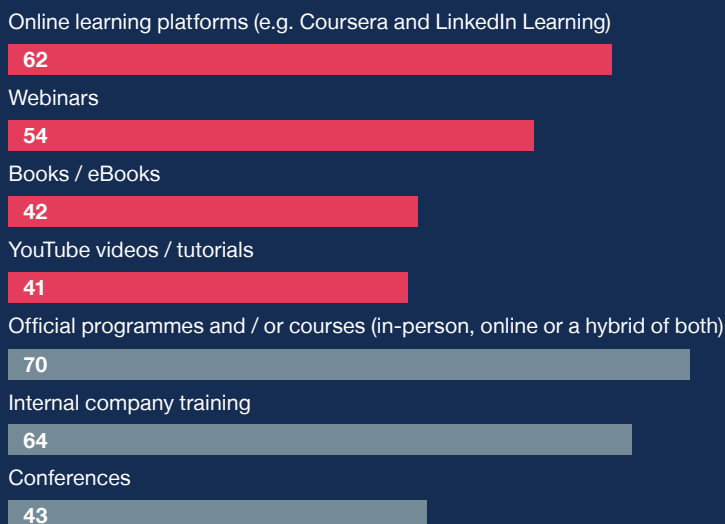 Online learning platforms (e.g. Coursera and LinkedIn Learning)
62
Webinars
54
Books / eBooks
42
YouTube videos / tutorials
41
Official programmes and / or courses (in-person, online or a hybrid of both)
70
Internal company training
64
Conferences
43